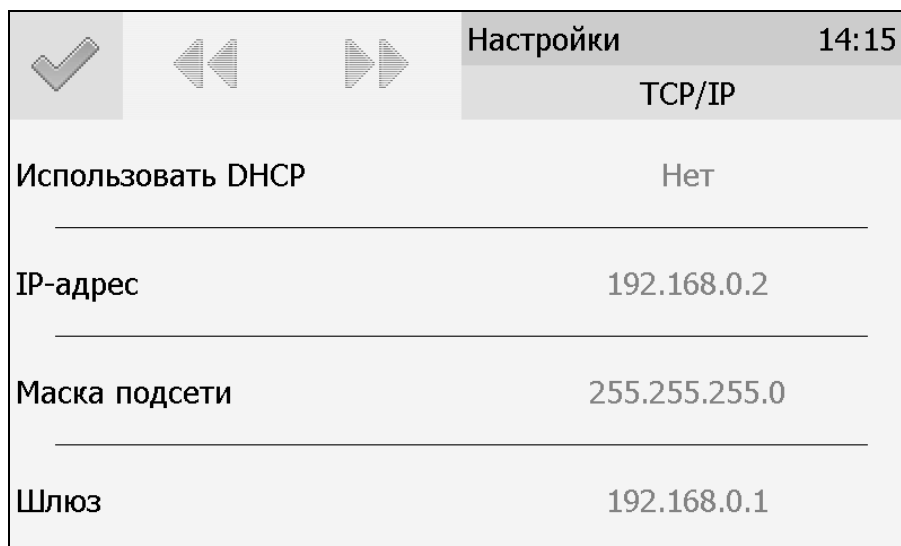 Настройки 14:15
TCP/IP
Использовать DHCP Нет
IP-адрес 192.168.0.2
Маска подсети 255.255.255.0
Шлюз 192.168.0.1